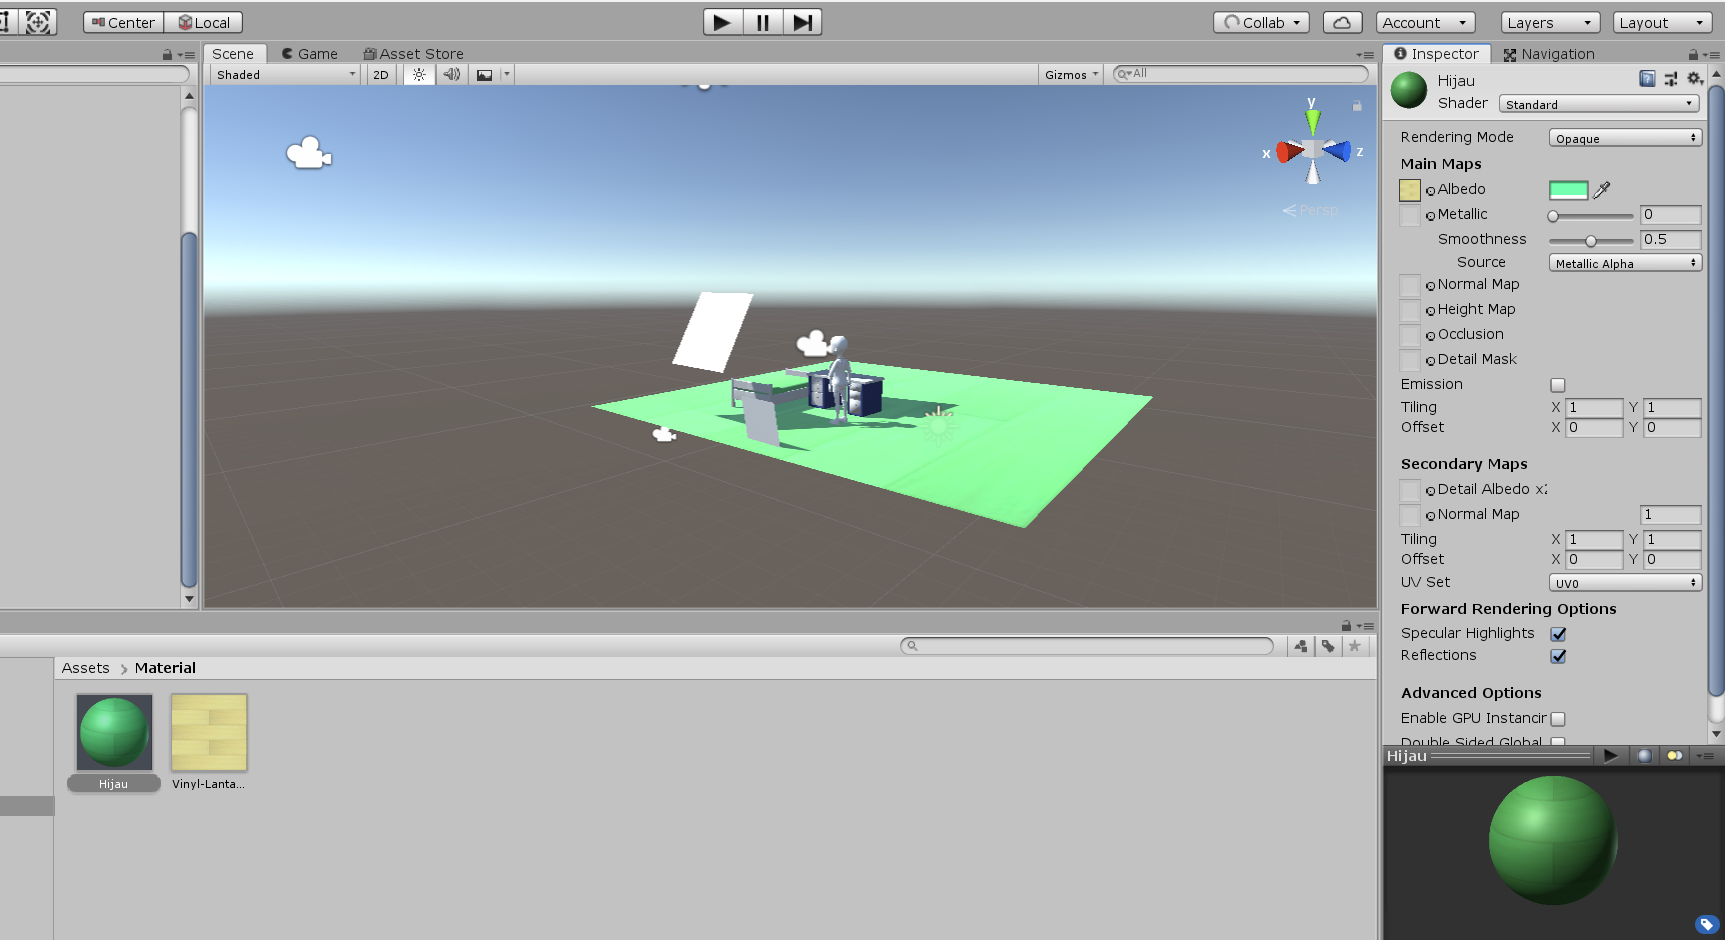 Center Local
Collab Account Layers Layout
Scene Game Asset Store
Inspector Navigation
Shaded 2D Gizmos All
y
x z
Persp
Hijau
Shader Standard
Rendering Mode Opaque
Main Maps
Albedo
Metallic 0
Smoothness 0.5
Source Metallic Alpha
Normal Map
Height Map
Occlusion
Detail Mask
Emission
Tiling X 1 Y 1
Offset X 0 Y 0
Secondary Maps
Detail Albedo x2
Normal Map 1
Tiling X 1 Y 1
Offset X 0 Y 0
UV Set UV0
Forward Rendering Options
Specular Highlights
Reflections
Advanced Options
Enable GPU Instancin
Double Sided Global
Hijau
Assets Material
Hijau Vinyl-Lanta...